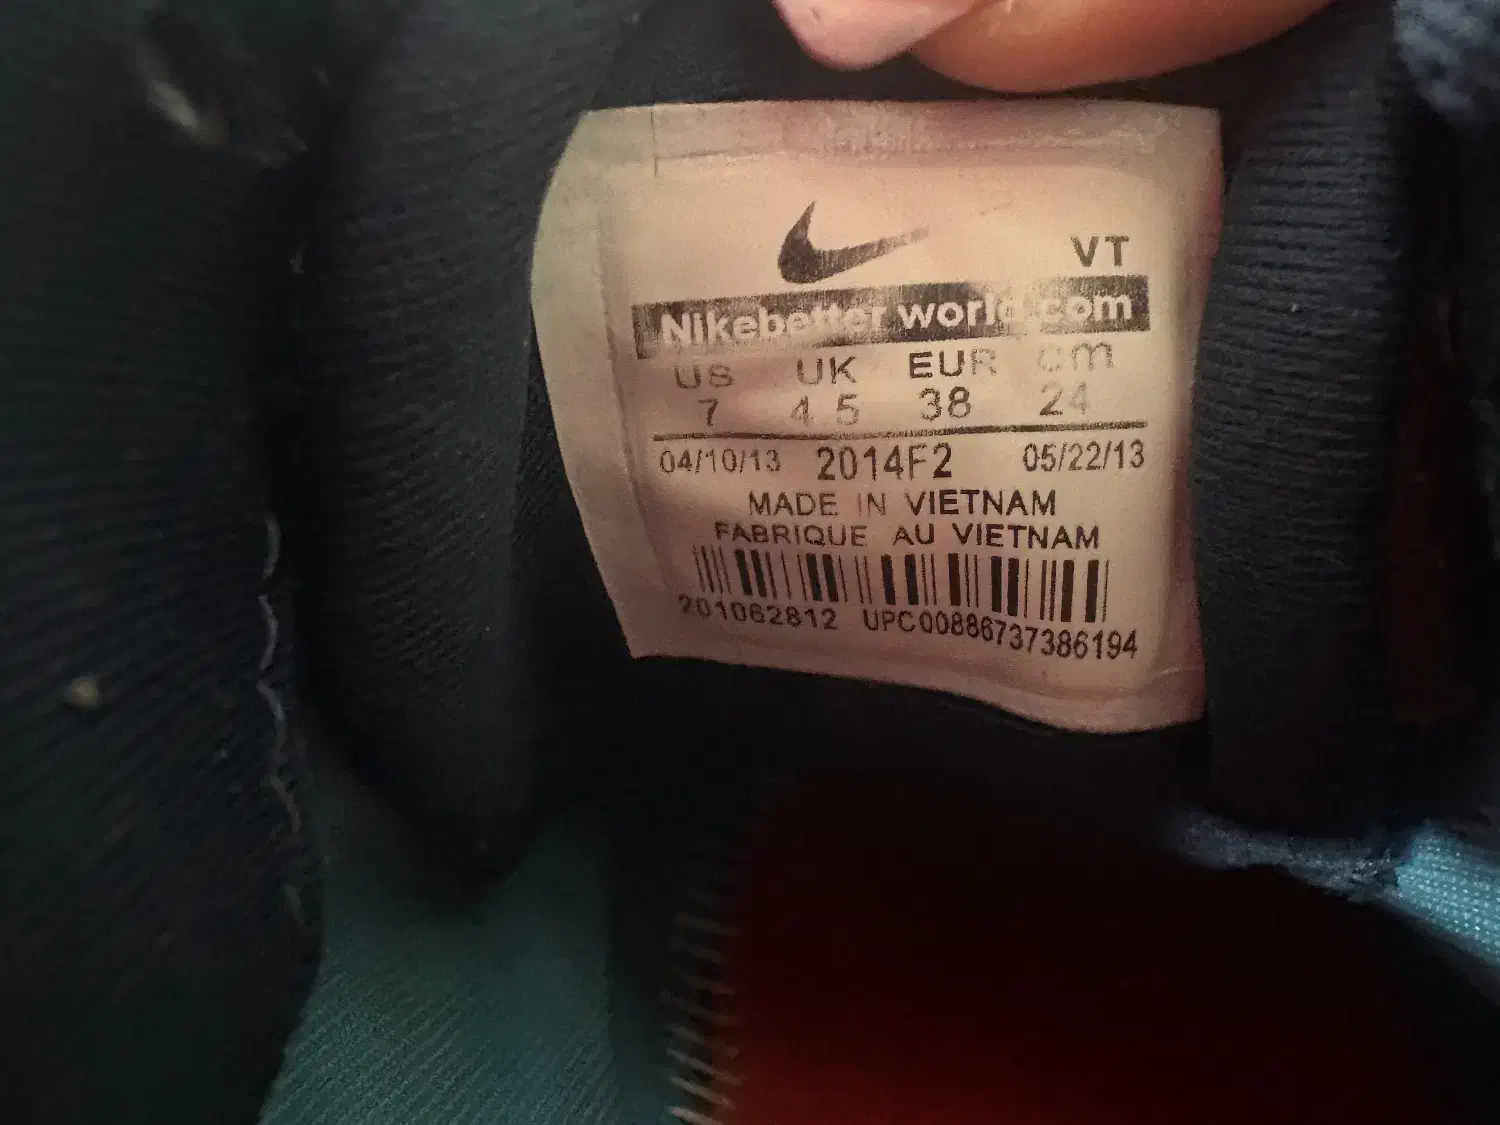 VT
Nikebetterworld.com
US UK EUR cm
7 4.5 38 24
04/10/13 2014F2 05/22/13
MADE IN VIETNAM
FABRIQUE AU VIETNAM
201062812 UPC00886737386194